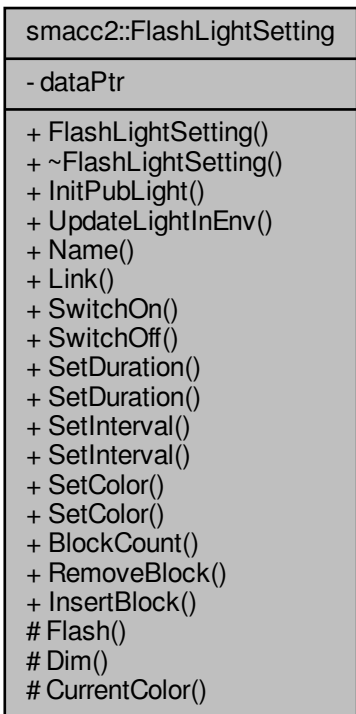 smacc2::FlashLightSetting
- dataPtr
+ FlashLightSetting()
+ ~FlashLightSetting()
+ InitPubLight()
+ UpdateLightInEnv()
+ Name()
+ Link()
+ SwitchOn()
+ SwitchOff()
+ SetDuration()
+ SetDuration()
+ SetInterval()
+ SetInterval()
+ SetColor()
+ SetColor()
+ BlockCount()
+ RemoveBlock()
+ InsertBlock()
# Flash()
# Dim()
# CurrentColor()